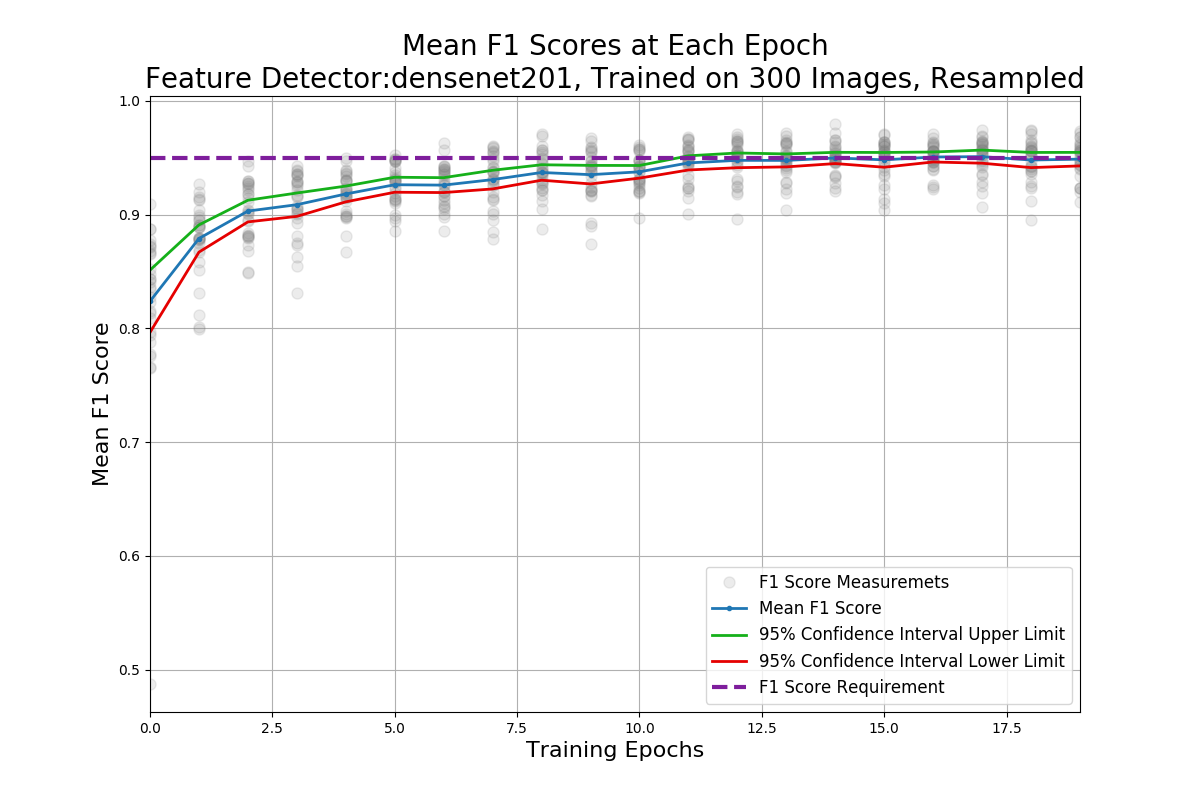 Mean F1 Scores at Each Epoch
Feature Detector:densenet201, Trained on 300 Images, Resampled
Mean F1 Score
1.0
0.9
0.8
0.7
0.6
0.5
F1 Score Measuremets
Mean F1 Score
95% Confidence Interval Upper Limit
95% Confidence Interval Lower Limit
F1 Score Requirement
0.0 2.5 5.0 7.5 10.0 12.5 15.0 17.5
Training Epochs